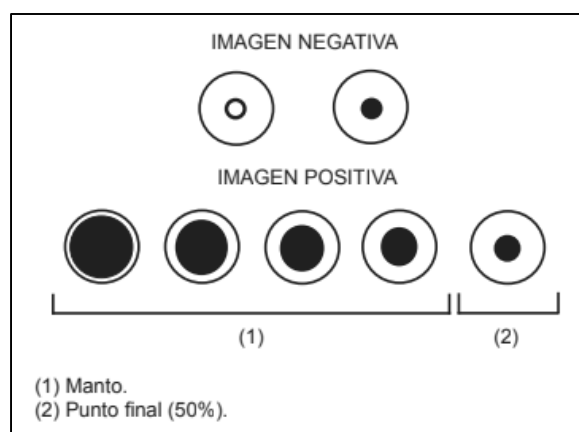 IMAGEN NEGATIVA
IMAGEN POSITIVA
(1)
(2)
(1) Manto.
(2) Punto final (50%).